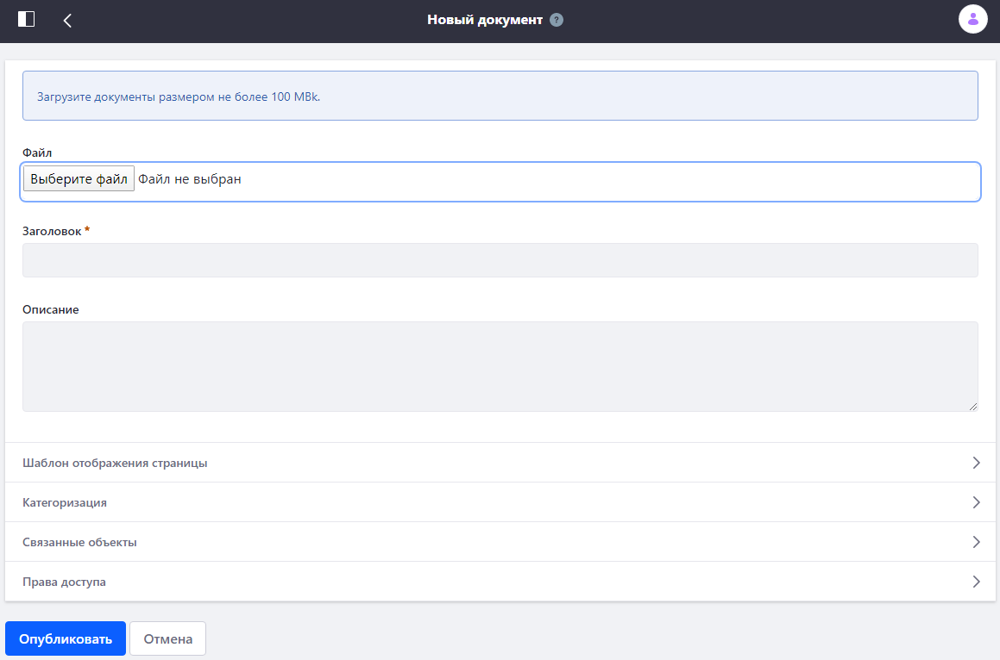 Новый документ ?
Загрузите документы размером не более 100 MBk.
Файл
Выберите файл Файл не выбран
Заголовок *
Описание
Шаблон отображения страницы
Категоризация
Связанные объекты
Права доступа
Опубликовать Отмена